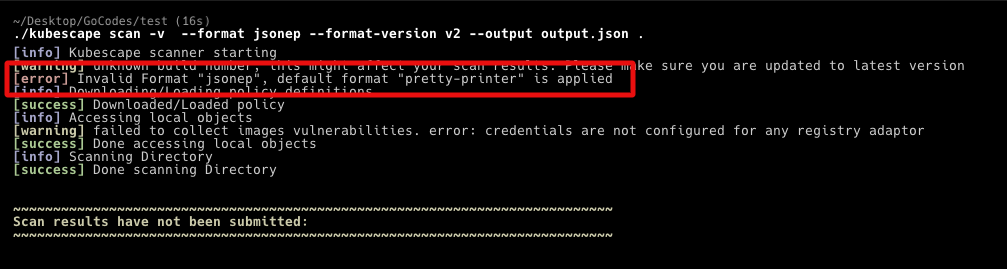 ~/Desktop/GoCodes/test (16s)
./kubescape scan -v  --format jsonep --format-version v2 --output output.json .
[info] Kubescape scanner starting
[warning] unknown build number, this might affect your scan results. Please make sure you are updated to latest version
[error] Invalid Format "jsonep", default format "pretty-printer" is applied
[info] Downloading/Loading policy definitions
[success] Downloaded/Loaded policy
[info] Accessing local objects
[warning] failed to collect images vulnerabilities. error: credentials are not configured for any registry adaptor
[success] Done accessing local objects
[info] Scanning Directory
[success] Done scanning Directory
~~~~~~~~~~~~~~~~~~~~~~~~~~~~~~~~~~~~~~~~~~~~~~~~~~~~~~~~~~~~~~~~~~~~~~~~~~~
Scan results have not been submitted:
~~~~~~~~~~~~~~~~~~~~~~~~~~~~~~~~~~~~~~~~~~~~~~~~~~~~~~~~~~~~~~~~~~~~~~~~~~~